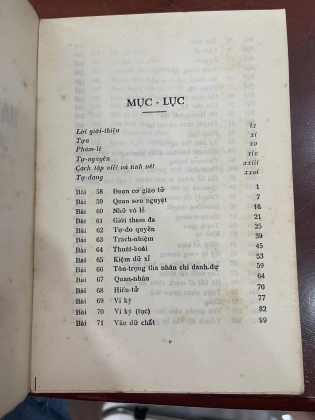 MỤC - LỤC
Lời giới-thiệu ix
Tựa xi
Phàm-lệ xv
Tự-nguyên xix
Cách tập viết và tính nét xxiii
Tự-dạng xxvi
Bài 58 Đoạn cơ giáo tử 1
Bài 59 Quan sơn nguyệt 7
Bài 60 Nhữ vô lễ 16
Bài 61 Giới tham đa 21
Bài 62 Tự-do quyền 25
Bài 63 Trách-nhiệm 39
Bài 64 Thuật-hoài 45
Bài 65 Kiệm dữ xỉ 53
Bài 66 Tôn-trọng tha nhân chi danh-dự 59
Bài 67 Quan-nhân 64
Bài 68 Hiếu-tử 70
Bài 69 Vi kỳ 77
Bài 70 Vi kỳ (tục) 82
Bài 71 Văn dữ chất 89
v